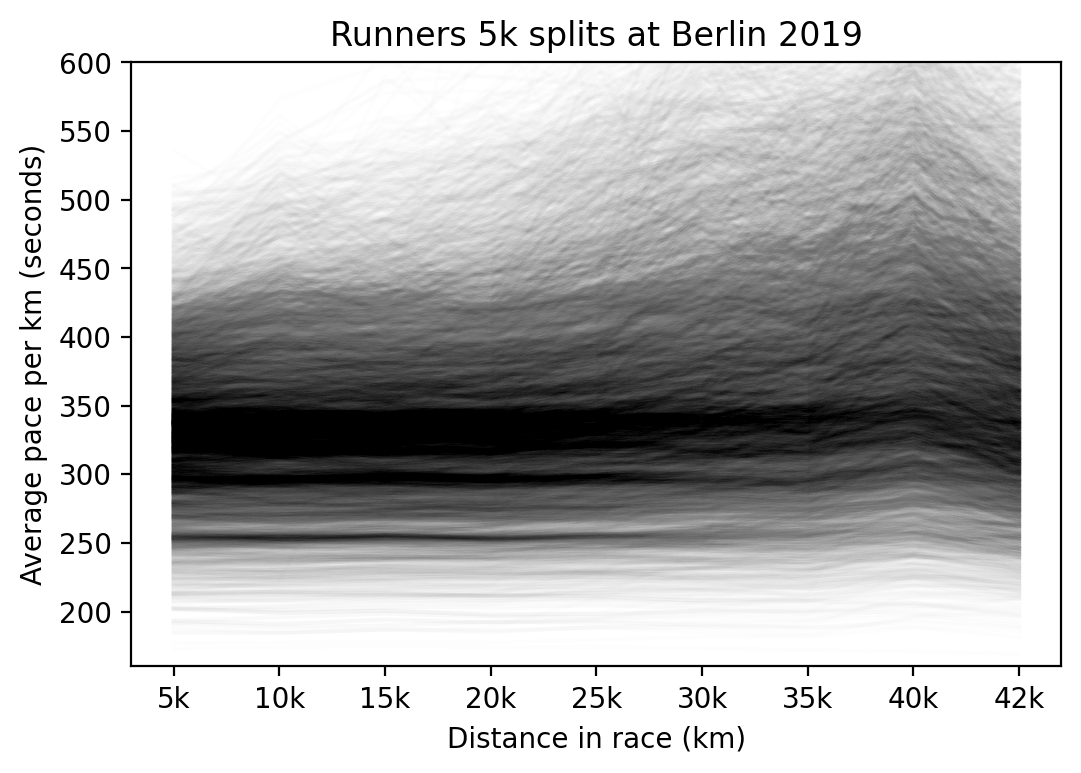 Runners 5k splits at Berlin 2019
600
550
500
450
400
350
300
250
200
Average pace per km (seconds)
5k 10k 15k 20k 25k 30k 35k 40k 42k
Distance in race (km)